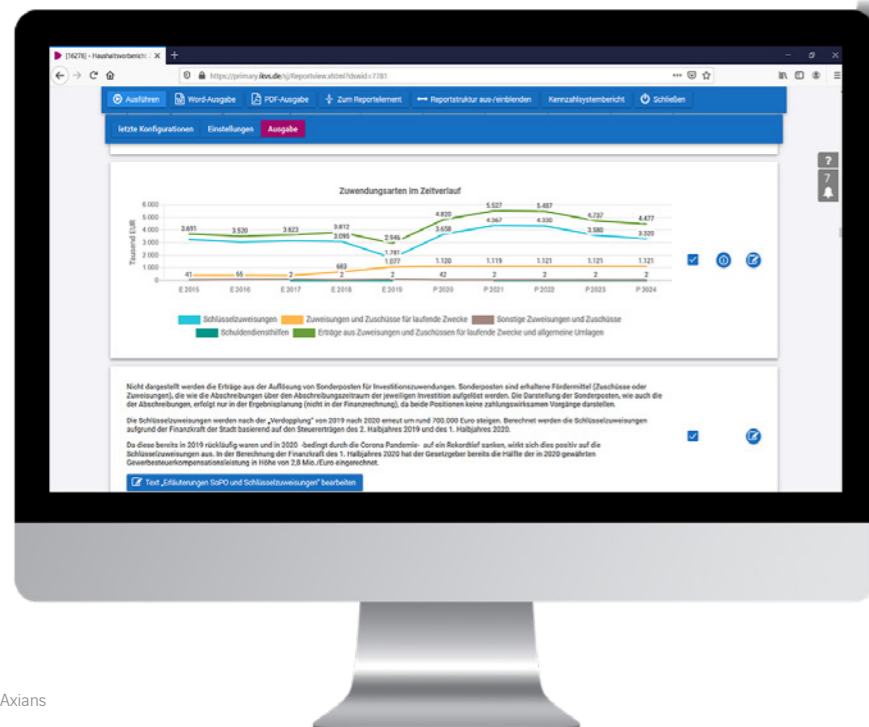 [16278] - Haushaltsvorbericht
https://primary.ikvs.de/sj/Reportview.xhtml?dswid=7781
Ausführen Word-Ausgabe PDF-Ausgabe Zum Reportelement Reportstruktur aus-/einblenden Kennzahlsystembericht Schließen
letzte Konfigurationen Einstellungen Ausgabe
?
7
Zuwendungsarten im Zeitverlauf
Tausend EUR
6.000
5.000
4.000
3.000
2.000
1.000
0
3.691 3.520 3.623 3.812 2.945 4.820 5.527 5.487 4.737 4.477
3.095 1.781 3.658 4.367 4.330 3.580 3.320
683 1.077 1.120 1.119 1.121 1.121 1.121
41 66 2 2 2 42 2 2 2 2
E 2015 E 2016 E 2017 E 2018 E 2019 P 2020 P 2021 P 2022 P 2023 P 2024
Schlüsselzuweisungen Zuweisungen und Zuschüsse für laufende Zwecke Sonstige Zuweisungen und Zuschüsse
Schuldendiensthilfen Erträge aus Zuweisungen und Zuschüssen für laufende Zwecke und allgemeine Umlagen
Nicht dargestellt werden die Erträge aus der Auflösung von Sonderposten für Investitionszuwendungen. Sonderposten sind erhaltene Fördermittel (Zuschüsse oder
Zuweisungen), die wie die Abschreibungen über den Abschreibungszeitraum der jeweiligen Investition aufgelöst werden. Die Darstellung der Sonderposten, wie auch die
der Abschreibungen, erfolgt nur in der Ergebnisplanung (nicht in der Finanzrechnung), da beide Positionen keine zahlungswirksamen Vorgänge darstellen.
Die Schlüsselzuweisungen werden nach der „Verdopplung" von 2019 nach 2020 erneut um rund 700.000 Euro steigen. Berechnet werden die Schlüsselzuweisungen
aufgrund der Finanzkraft der Stadt basierend auf den Steuererträgen des 2. Halbjahres 2019 und des 1. Halbjahres 2020.
Da diese bereits in 2019 rückläufig waren und in 2020 -bedingt durch die Corona Pandemie- auf ein Rekordtief sanken, wirkt sich dies positiv auf die
Schlüsselzuweisungen aus. In der Berechnung der Finanzkraft des 1. Halbjahres 2020 hat der Gesetzgeber bereits die Hälfte der in 2020 gewährten
Gewerbesteuerkompensationsleistung in Höhe von 2,8 Mio./Euro eingerechnet.
Text „Erläuterungen SoPO und Schlüsselzuweisungen" bearbeiten
Axians